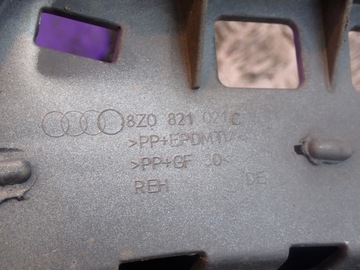 8Z0 821 021 C
>PP+EPDM
>PP+GF 30<
REH DE